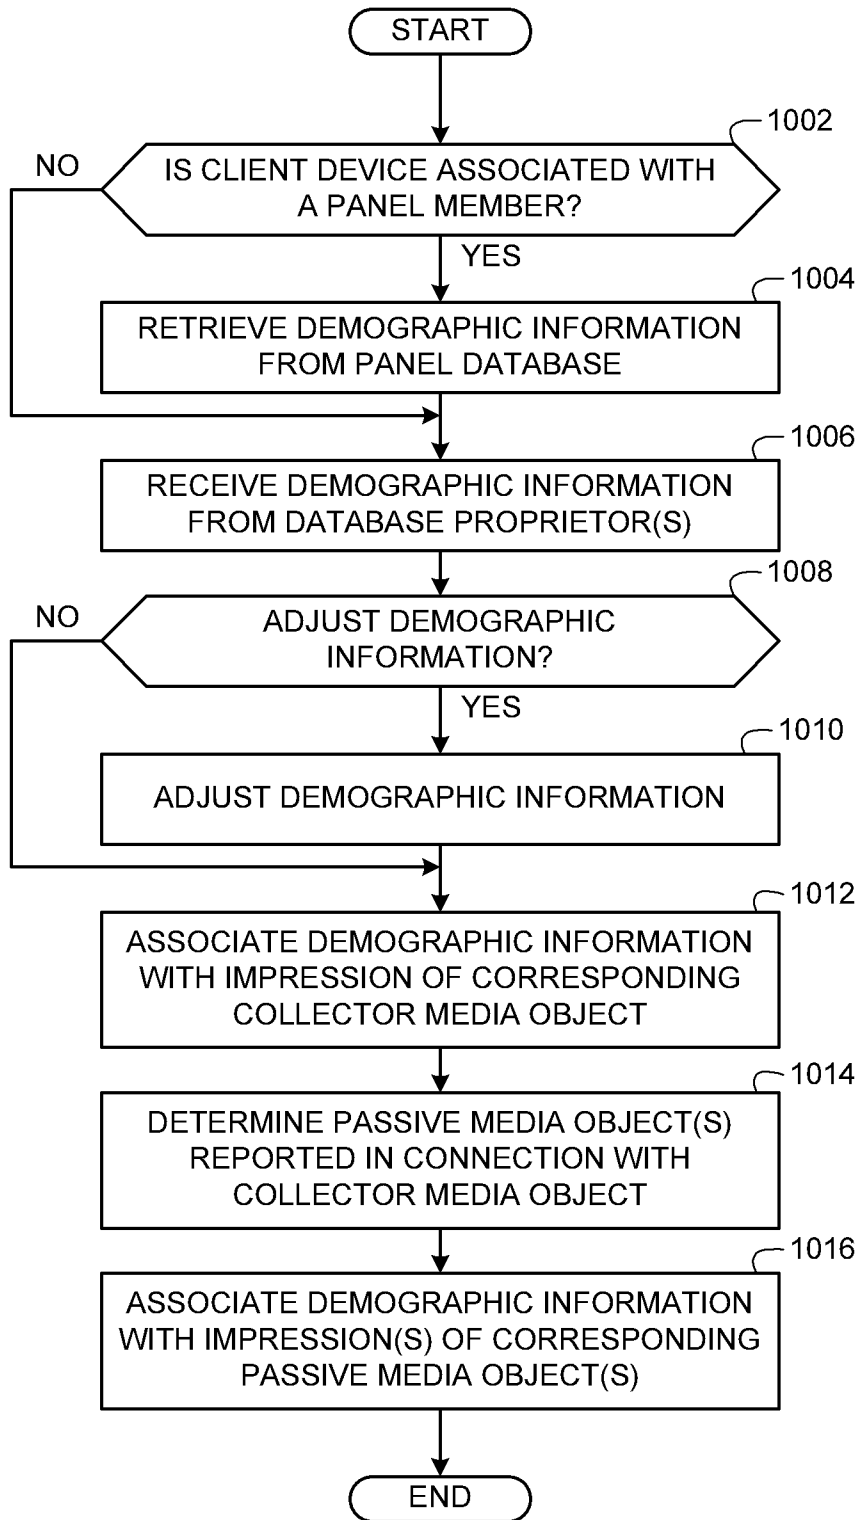 START
1002
NO
IS CLIENT DEVICE ASSOCIATED WITH
A PANEL MEMBER?
YES
1004
RETRIEVE DEMOGRAPHIC INFORMATION
FROM PANEL DATABASE
1006
RECEIVE DEMOGRAPHIC INFORMATION
FROM DATABASE PROPRIETOR(S)
1008
NO
ADJUST DEMOGRAPHIC
INFORMATION?
YES
1010
ADJUST DEMOGRAPHIC INFORMATION
1012
ASSOCIATE DEMOGRAPHIC INFORMATION
WITH IMPRESSION OF CORRESPONDING
COLLECTOR MEDIA OBJECT
1014
DETERMINE PASSIVE MEDIA OBJECT(S)
REPORTED IN CONNECTION WITH
COLLECTOR MEDIA OBJECT
1016
ASSOCIATE DEMOGRAPHIC INFORMATION
WITH IMPRESSION(S) OF CORRESPONDING
PASSIVE MEDIA OBJECT(S)
END